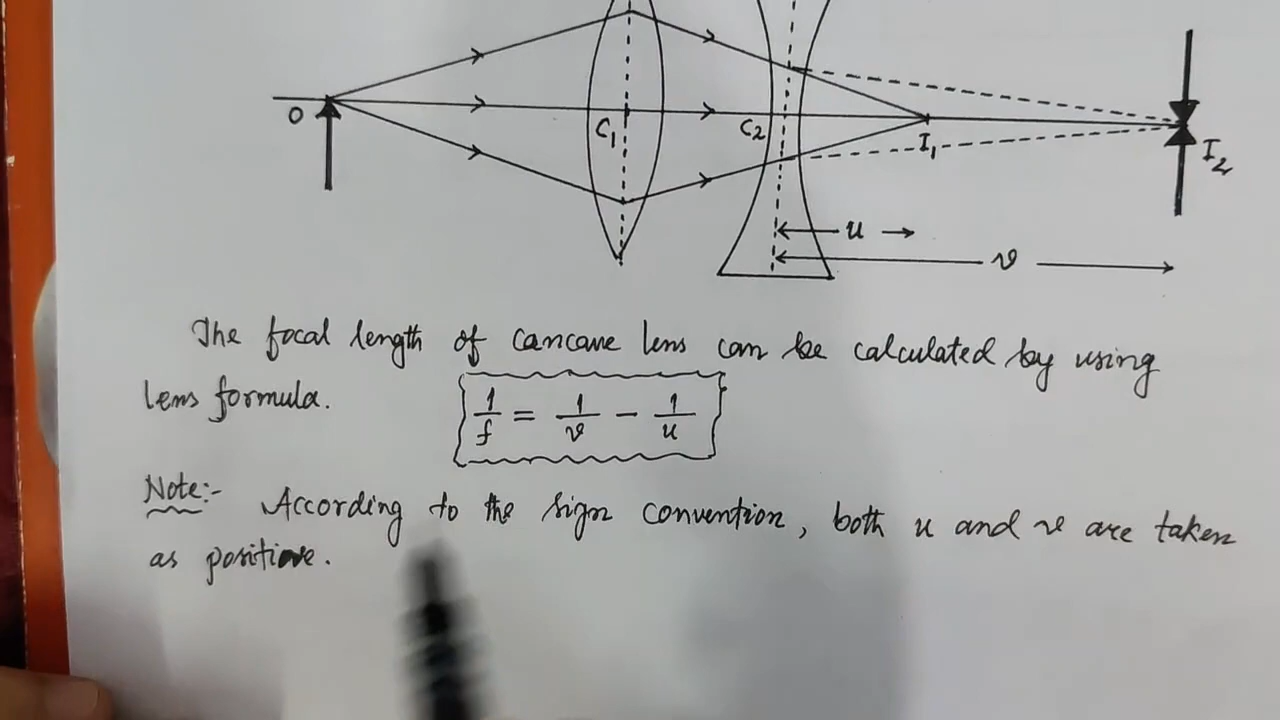 O
C₁
C₂
I₁
I₂
u
v
The focal length of cancave lens can be calculated by using
lens formula.
1/f = 1/v - 1/u
Note:- According to the sign convention, both u and v are taken
as positive.